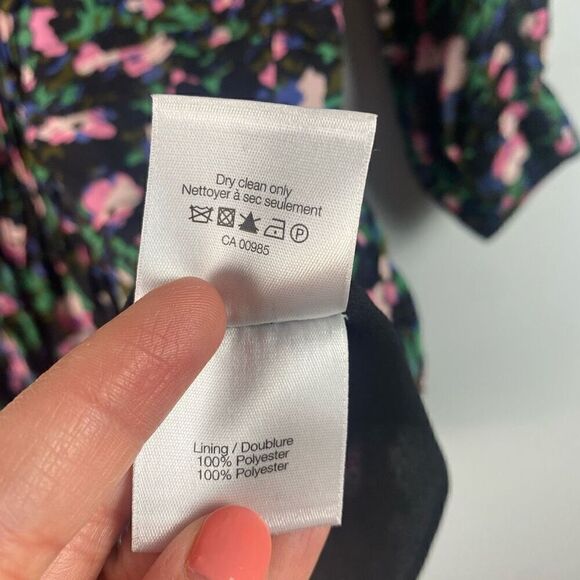 Dry clean only
Nettoyer à sec seulement
P
CA 00985
Lining / Doublure
100% Polyester
100% Polyester